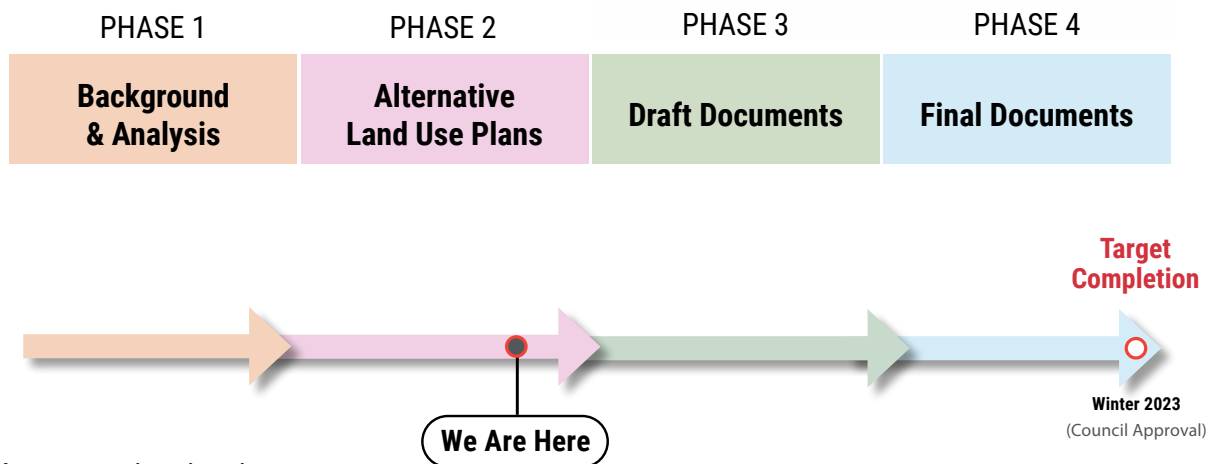 PHASE 1
PHASE 2
PHASE 3
PHASE 4
Background
& Analysis
Alternative
Land Use Plans
Draft Documents
Final Documents
Target
Completion
Winter 2023
(Council Approval)
We Are Here